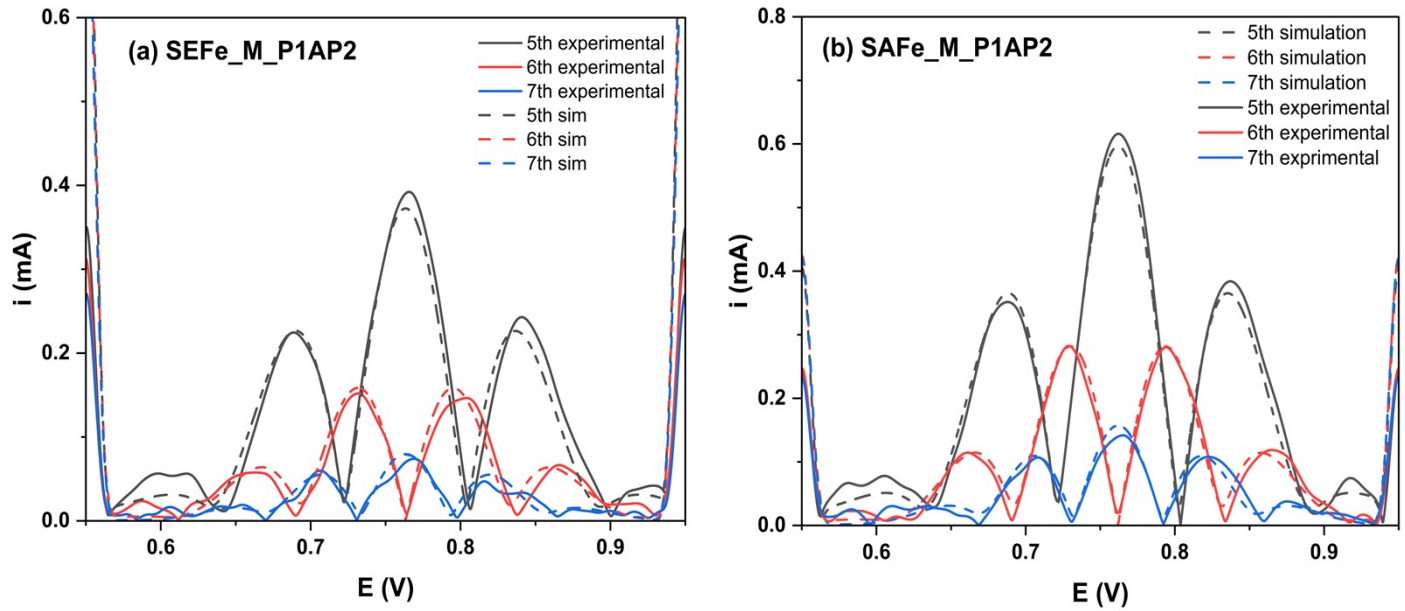 (a) SEFe_M_P1AP2
5th experimental
6th experimental
7th experimental
5th sim
6th sim
7th sim
0.6
0.4
0.2
0.0
i (mA)
0.6
0.7
0.8
0.9
E (V)
(b) SAFe_M_P1AP2
5th simulation
6th simulation
7th simulation
5th experimental
6th experimental
7th exprimental
0.8
0.6
0.4
0.2
0.0
i (mA)
0.6
0.7
0.8
0.9
E (V)